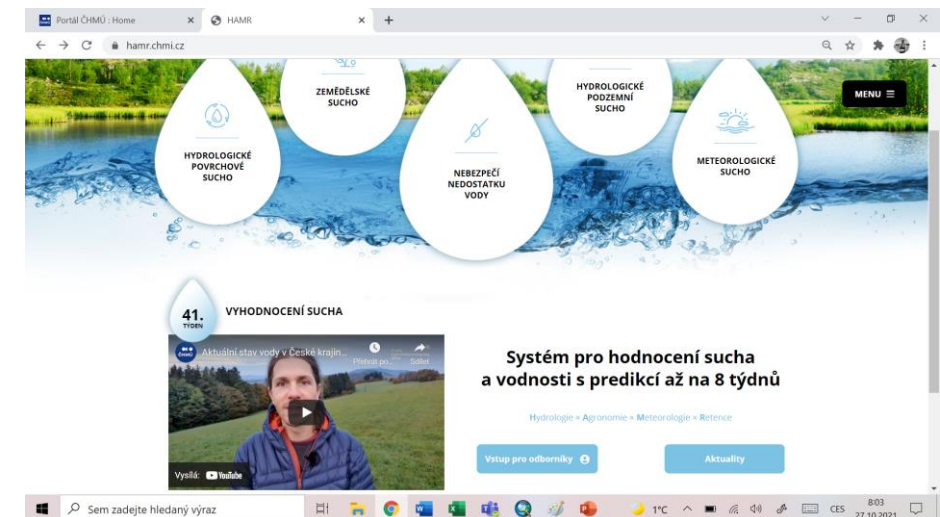 Portál ČHMÚ : Home
HAMR
hamr.chmi.cz
MENU
ZEMĚDĚLSKÉ
SUCHO
HYDROLOGICKÉ
PODZEMNÍ
SUCHO
HYDROLOGICKÉ
POVRCHOVÉ
SUCHO
NEBEZPEČÍ
NEDOSTATKU
VODY
METEOROLOGICKÉ
SUCHO
41.
TÝDEN
VYHODNOCENÍ SUCHA
Aktuální stav vody v České krajin...
Přehrát po...
Sdílet
Vysílá: YouTube
Systém pro hodnocení sucha
a vodnosti s predikcí až na 8 týdnů
Hydrologie × Agronomie × Meteorologie × Retence
Vstup pro odborníky
Aktuality
Sem zadejte hledaný výraz
1°C
CES
8:03
27.10.2021